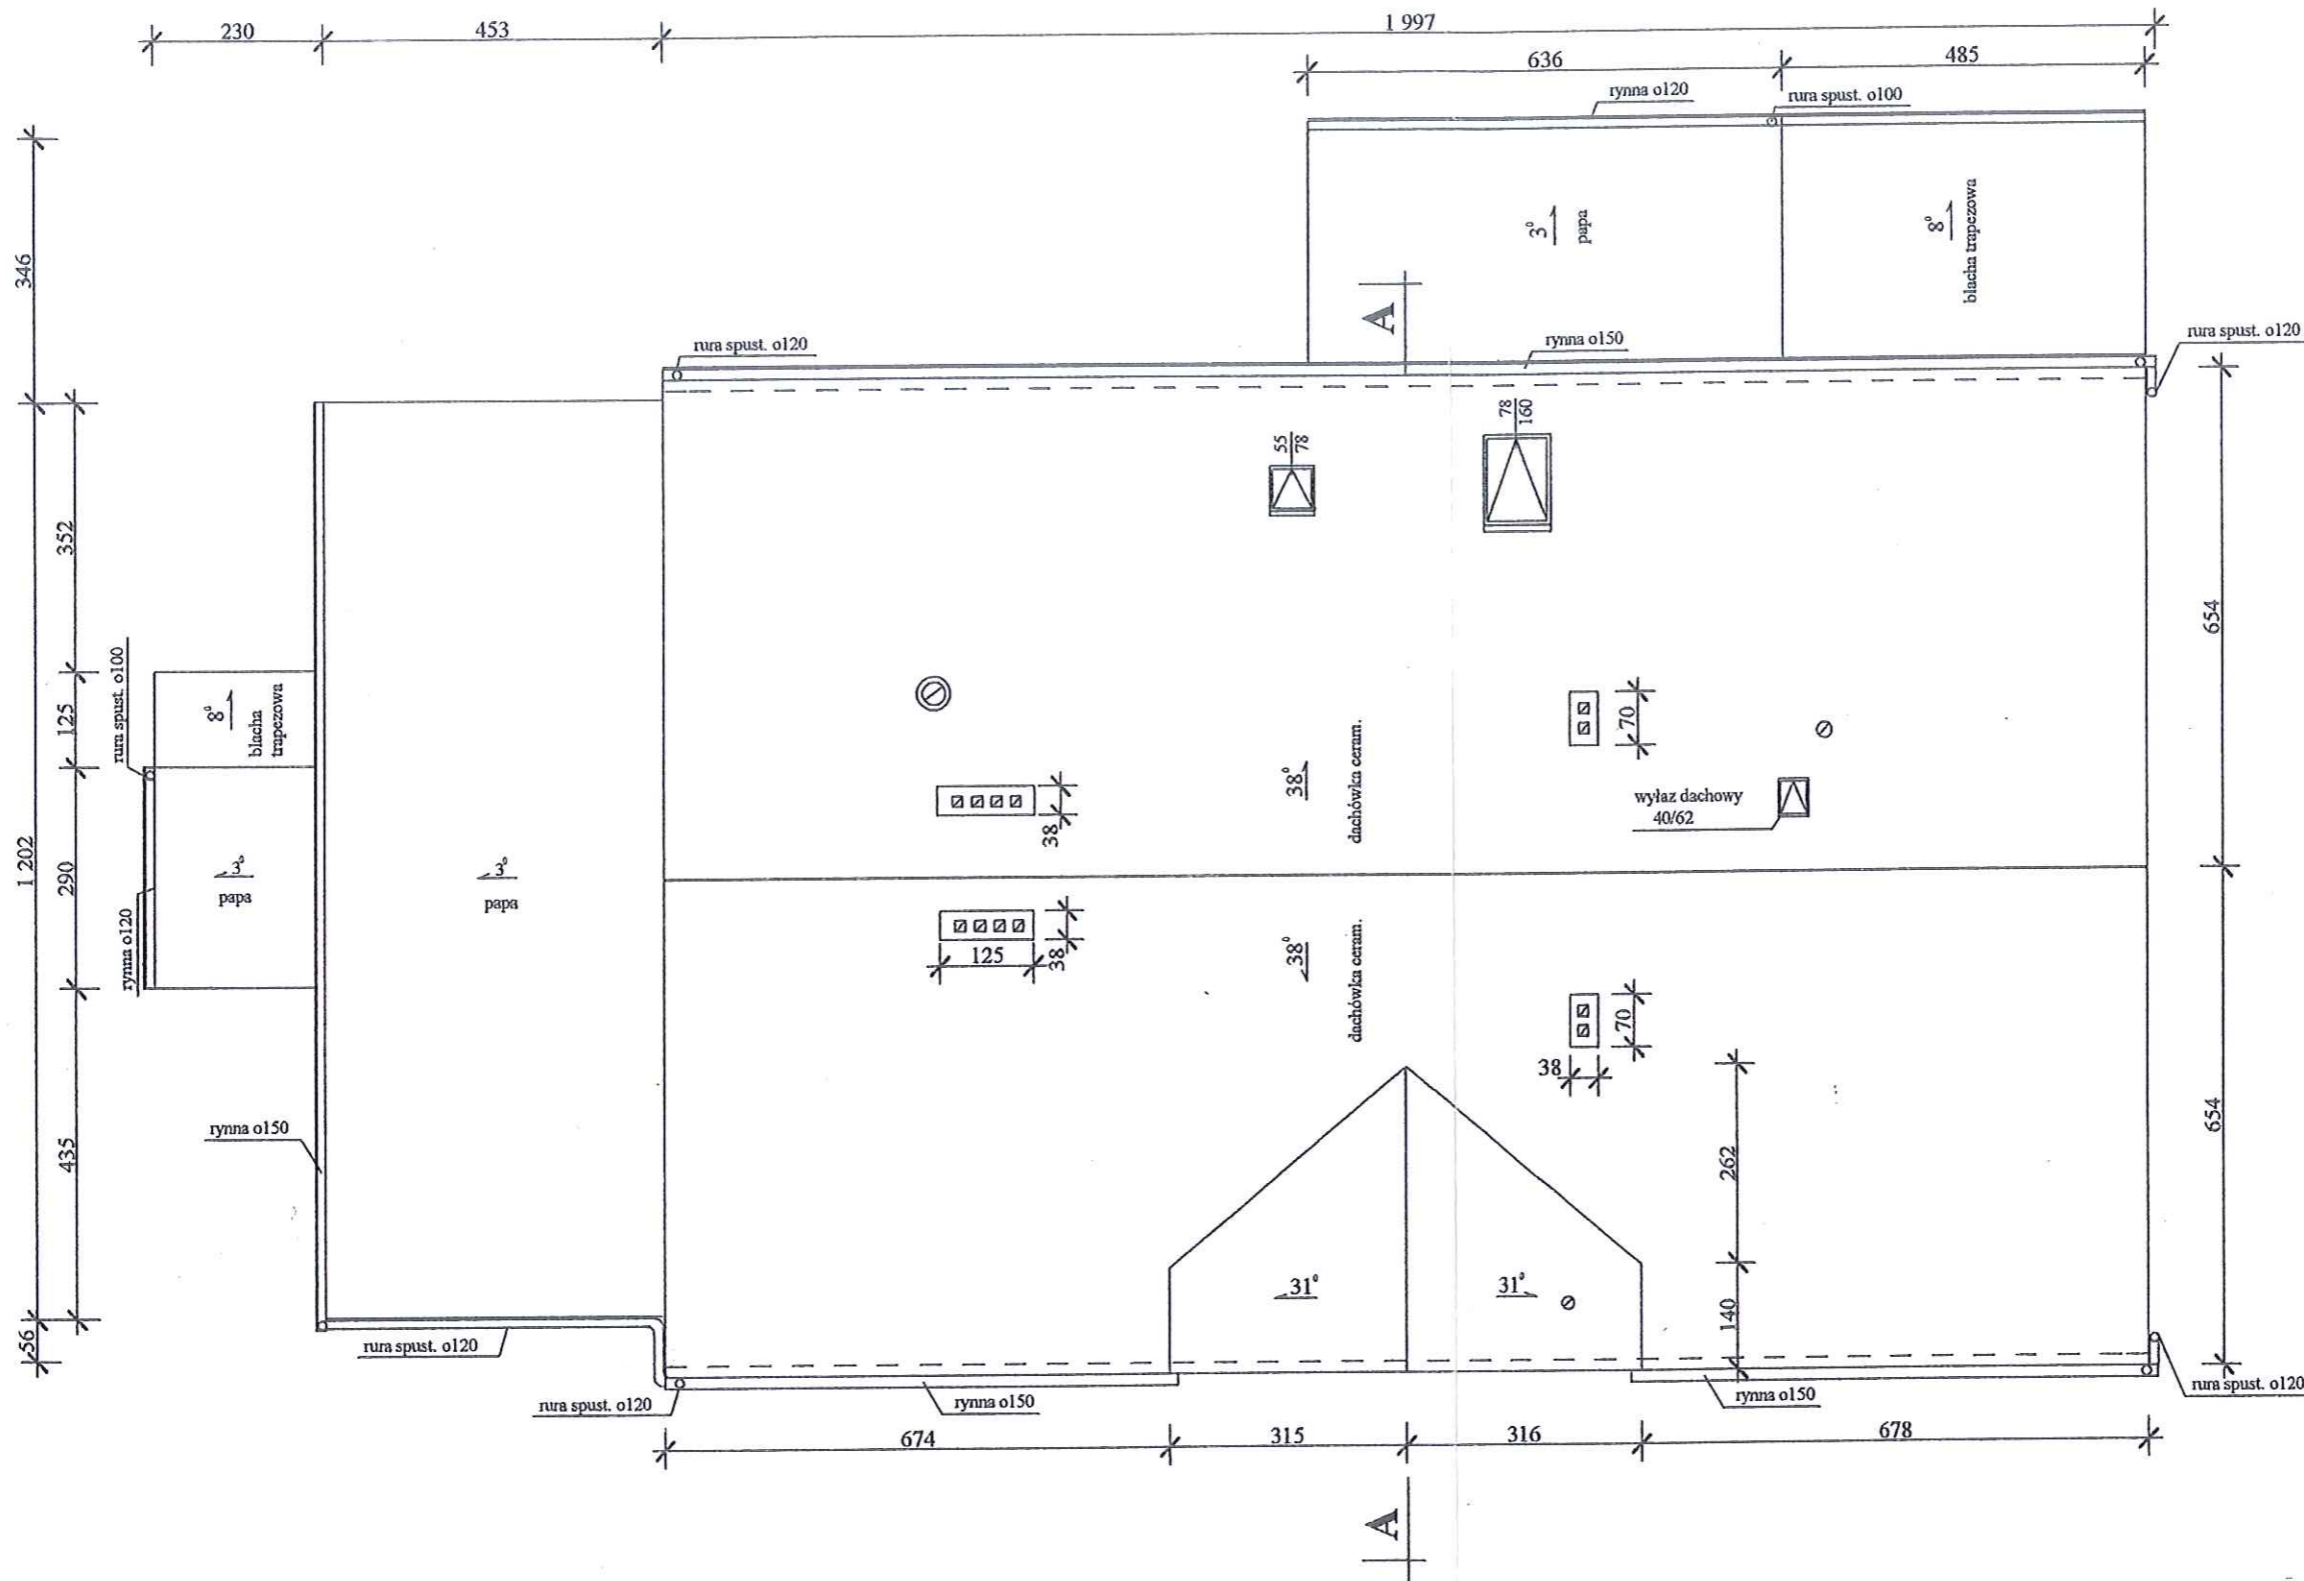 230
453
1 997
636
485
rynna o120
rura spust. o100
346
3°
papa
8°
blacha trapezowa
A
rura spust. o120
rynna o150
rura spust. o120
55
78
78
160
352
654
rura spust. o100
125
8°
blacha
trapezowa
38
38°
dachówka ceram.
70
wyłaz dachowy
40/62
1 202
290
rynna o120
3°
papa
3°
papa
125
38
38°
dachówka ceram.
70
38
435
rynna o150
262
654
31°
31°
140
56
rura spust. o120
rura spust. o120
rynna o150
rynna o150
rura spust. o120
674
315
316
678
A